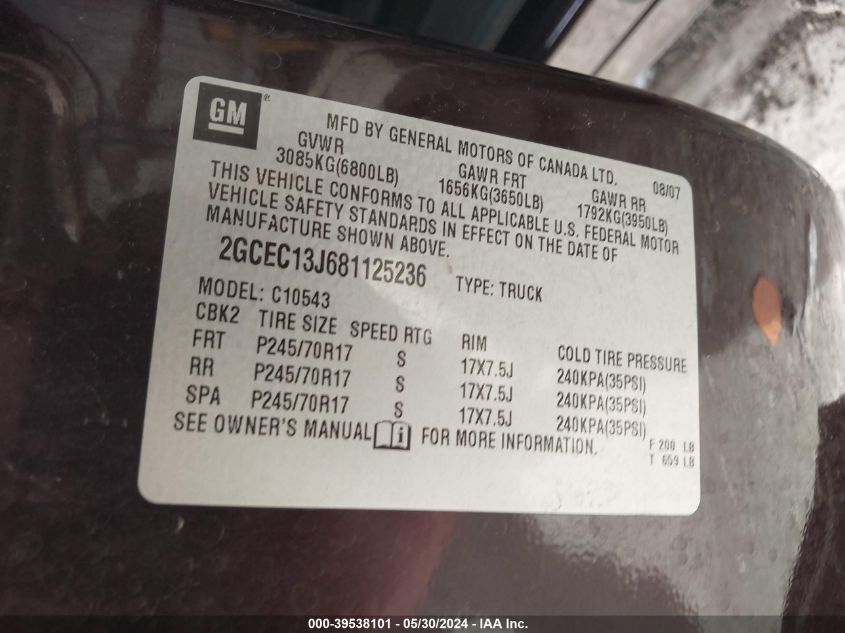 GM ®
MFD BY GENERAL MOTORS OF CANADA LTD. 08/07
GVWR GAWR FRT GAWR RR
3085KG(6800LB) 1656KG(3650LB) 1792KG(3950LB)
THIS VEHICLE CONFORMS TO ALL APPLICABLE U.S. FEDERAL MOTOR
VEHICLE SAFETY STANDARDS IN EFFECT ON THE DATE OF
MANUFACTURE SHOWN ABOVE.
2GCEC13J681125236 TYPE: TRUCK
MODEL: C10543
CBK2 TIRE SIZE SPEED RTG RIM COLD TIRE PRESSURE
FRT P245/70R17 S 17X7.5J 240KPA(35PSI)
RR P245/70R17 S 17X7.5J 240KPA(35PSI)
SPA P245/70R17 S 17X7.5J 240KPA(35PSI)
SEE OWNER'S MANUAL i FOR MORE INFORMATION.
F 200 LB
T 659 LB
000-39538101 - 05/30/2024 - IAA Inc.